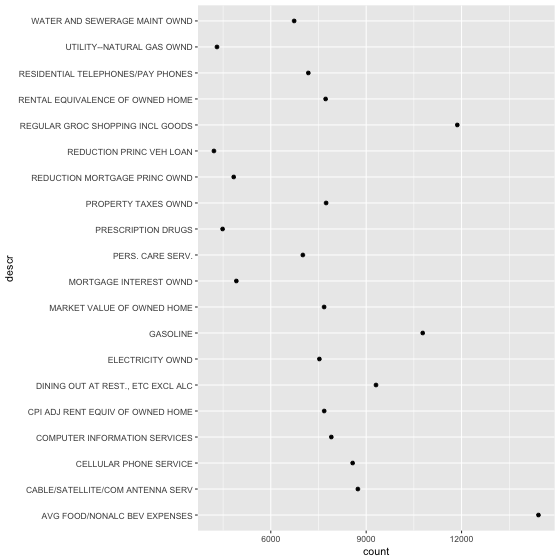 WATER AND SEWERAGE MAINT OWND
UTILITY--NATURAL GAS OWND
RESIDENTIAL TELEPHONES/PAY PHONES
RENTAL EQUIVALENCE OF OWNED HOME
REGULAR GROC SHOPPING INCL GOODS
REDUCTION PRINC VEH LOAN
REDUCTION MORTGAGE PRINC OWND
PROPERTY TAXES OWND
PRESCRIPTION DRUGS
PERS. CARE SERV.
descr
MORTGAGE INTEREST OWND
MARKET VALUE OF OWNED HOME
GASOLINE
ELECTRICITY OWND
DINING OUT AT REST., ETC EXCL ALC
CPI ADJ RENT EQUIV OF OWNED HOME
COMPUTER INFORMATION SERVICES
CELLULAR PHONE SERVICE
CABLE/SATELLITE/COM ANTENNA SERV
AVG FOOD/NONALC BEV EXPENSES
6000 9000 12000
count